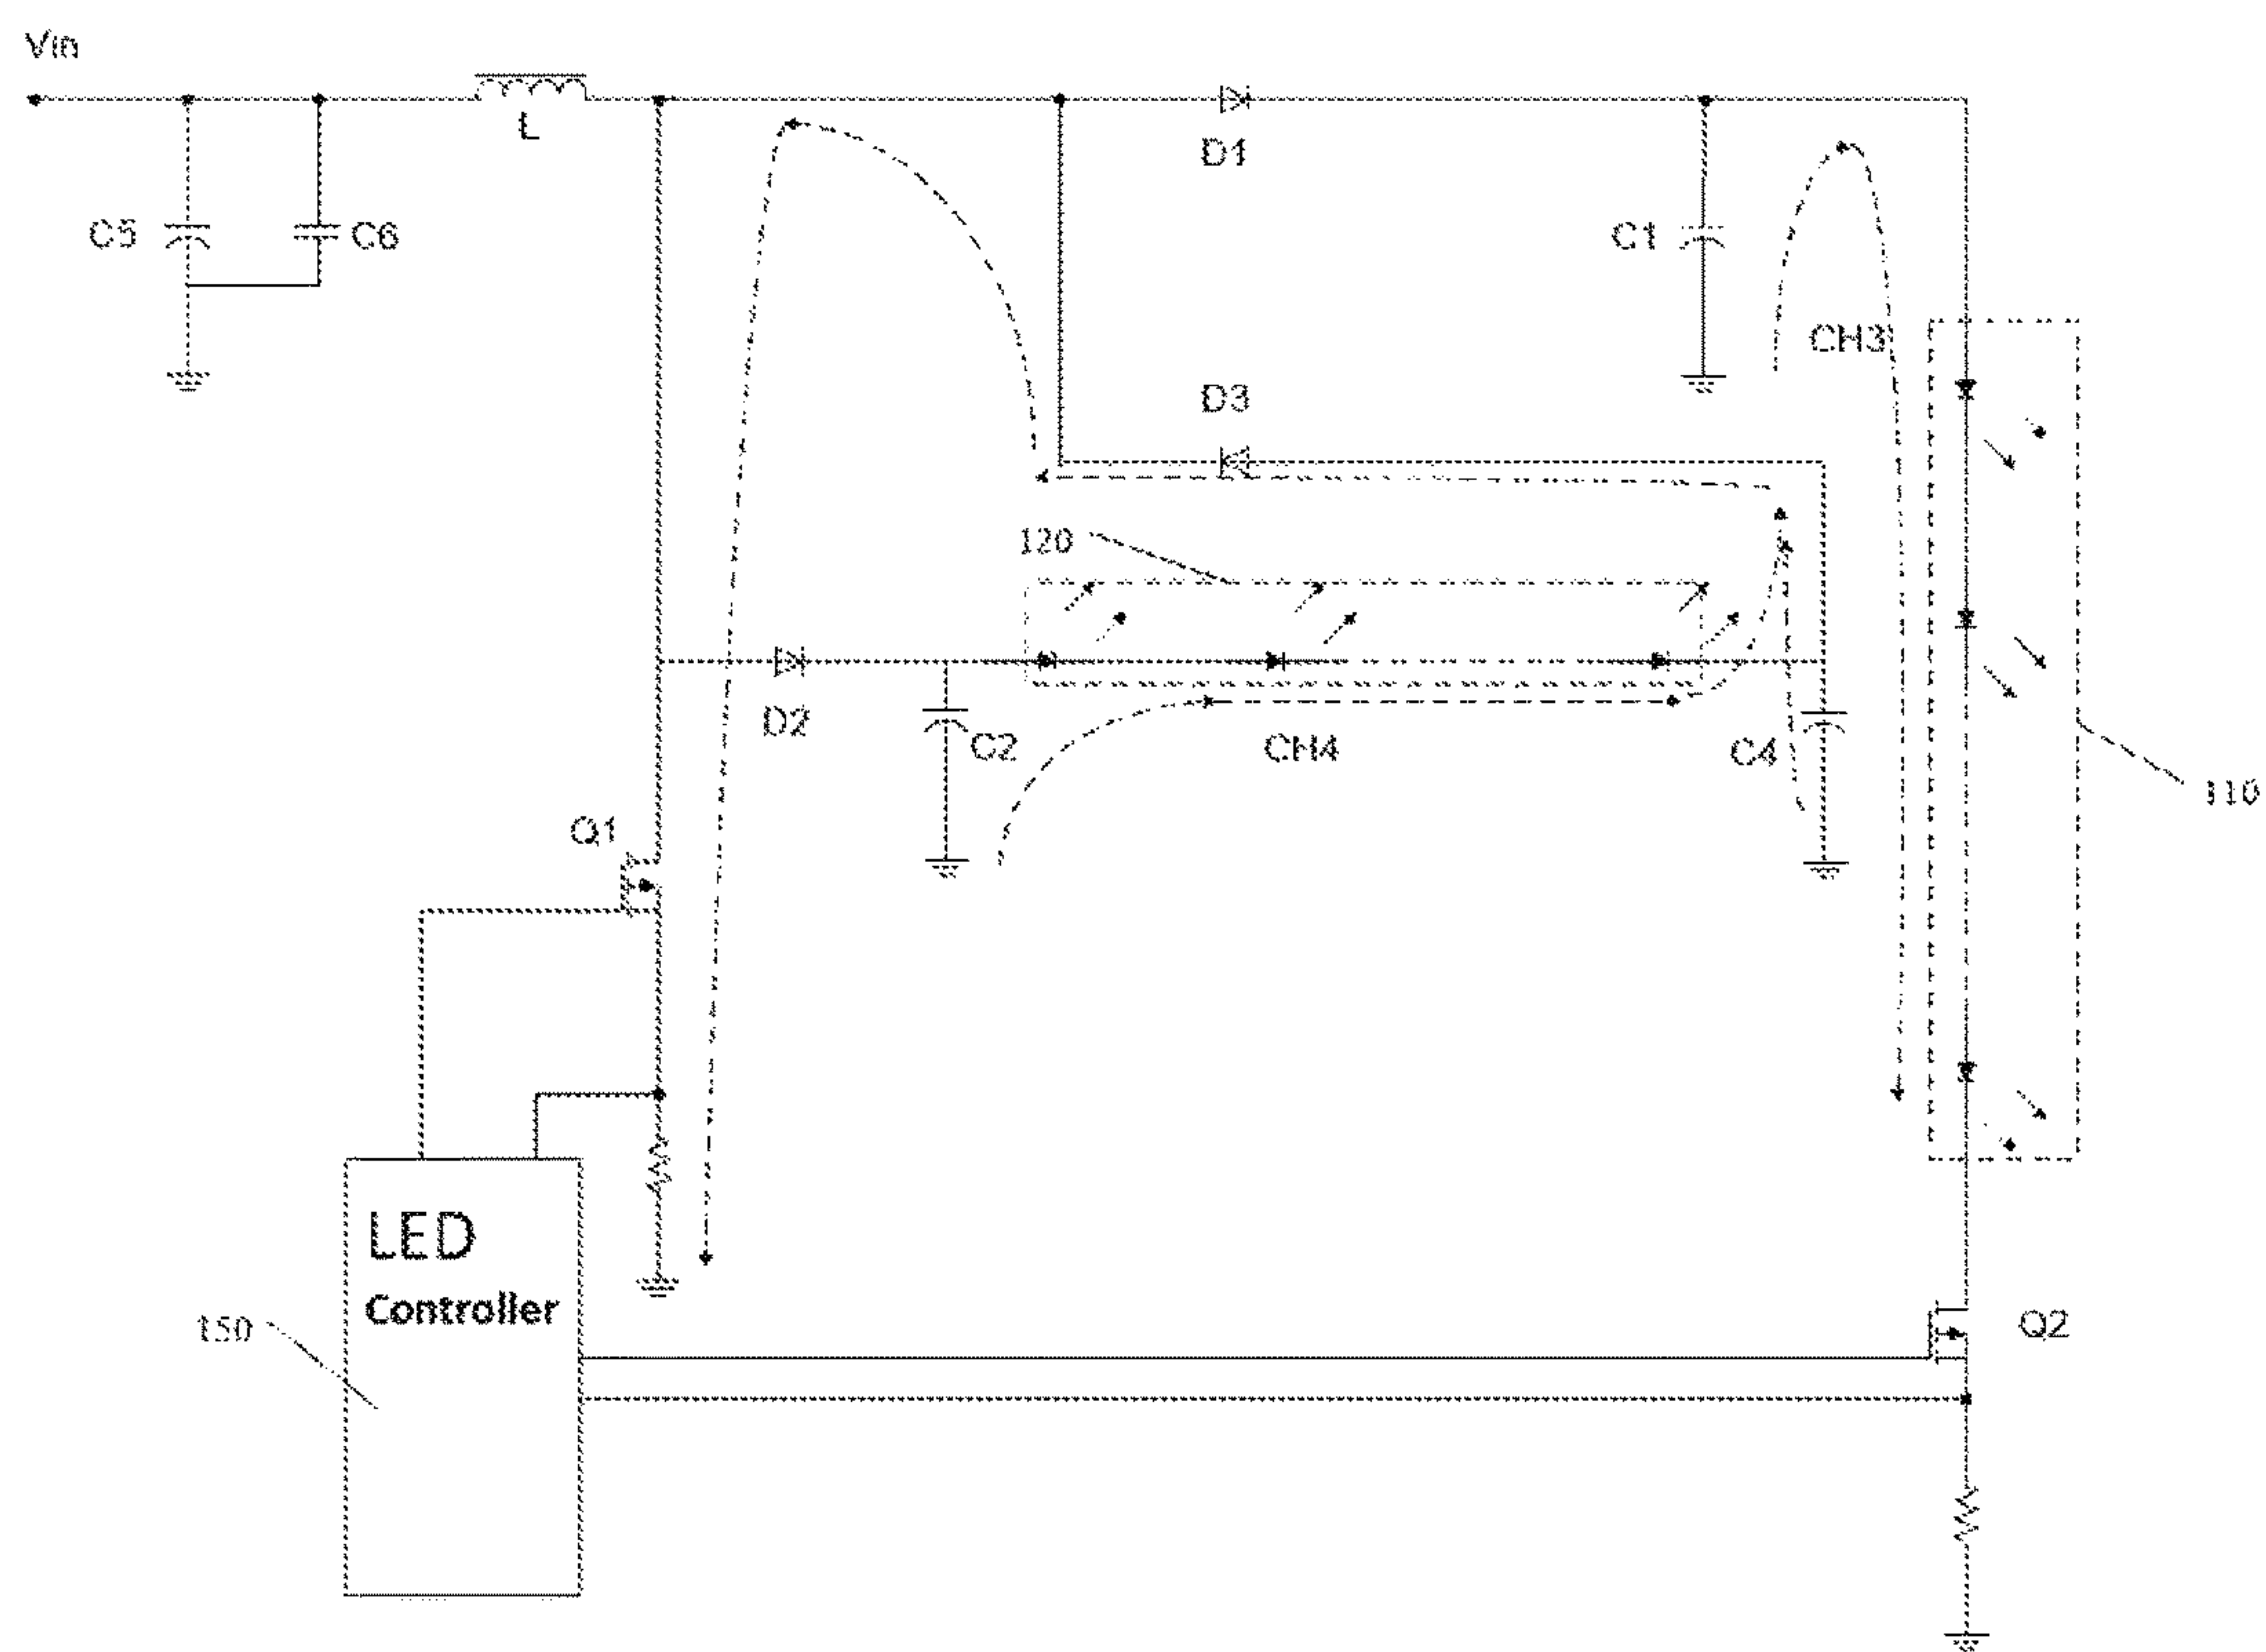 Vin
L
D1
C5
C6
C1
CH3
D3
120
D2
C2
CH4
C4
110
Q1
LED
Controller
150
Q2